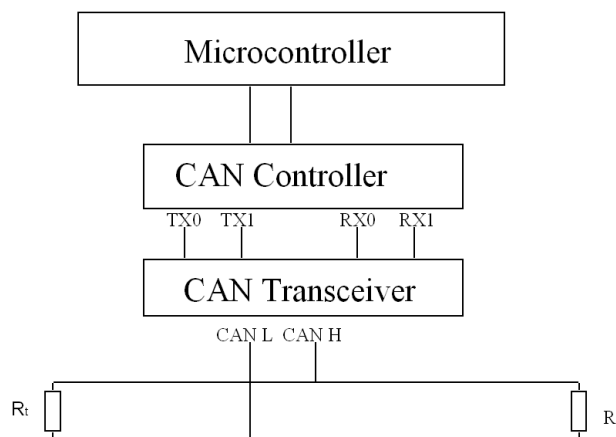 Microcontroller
CAN Controller
TX0 TX1 RX0 RX1
CAN Transceiver
CAN L CAN H
Rt R